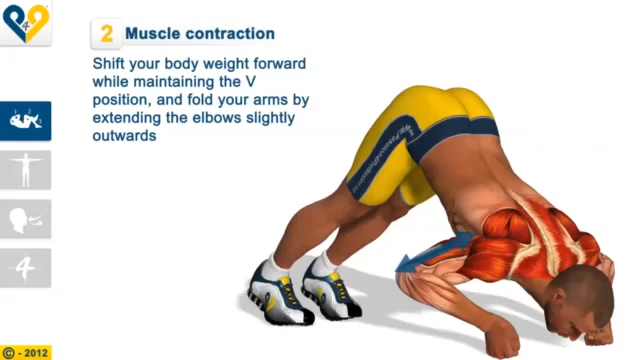 2 Muscle contraction
Shift your body weight forward
while maintaining the V
position, and fold your arms by
extending the elbows slightly
outwards
4
© - 2012